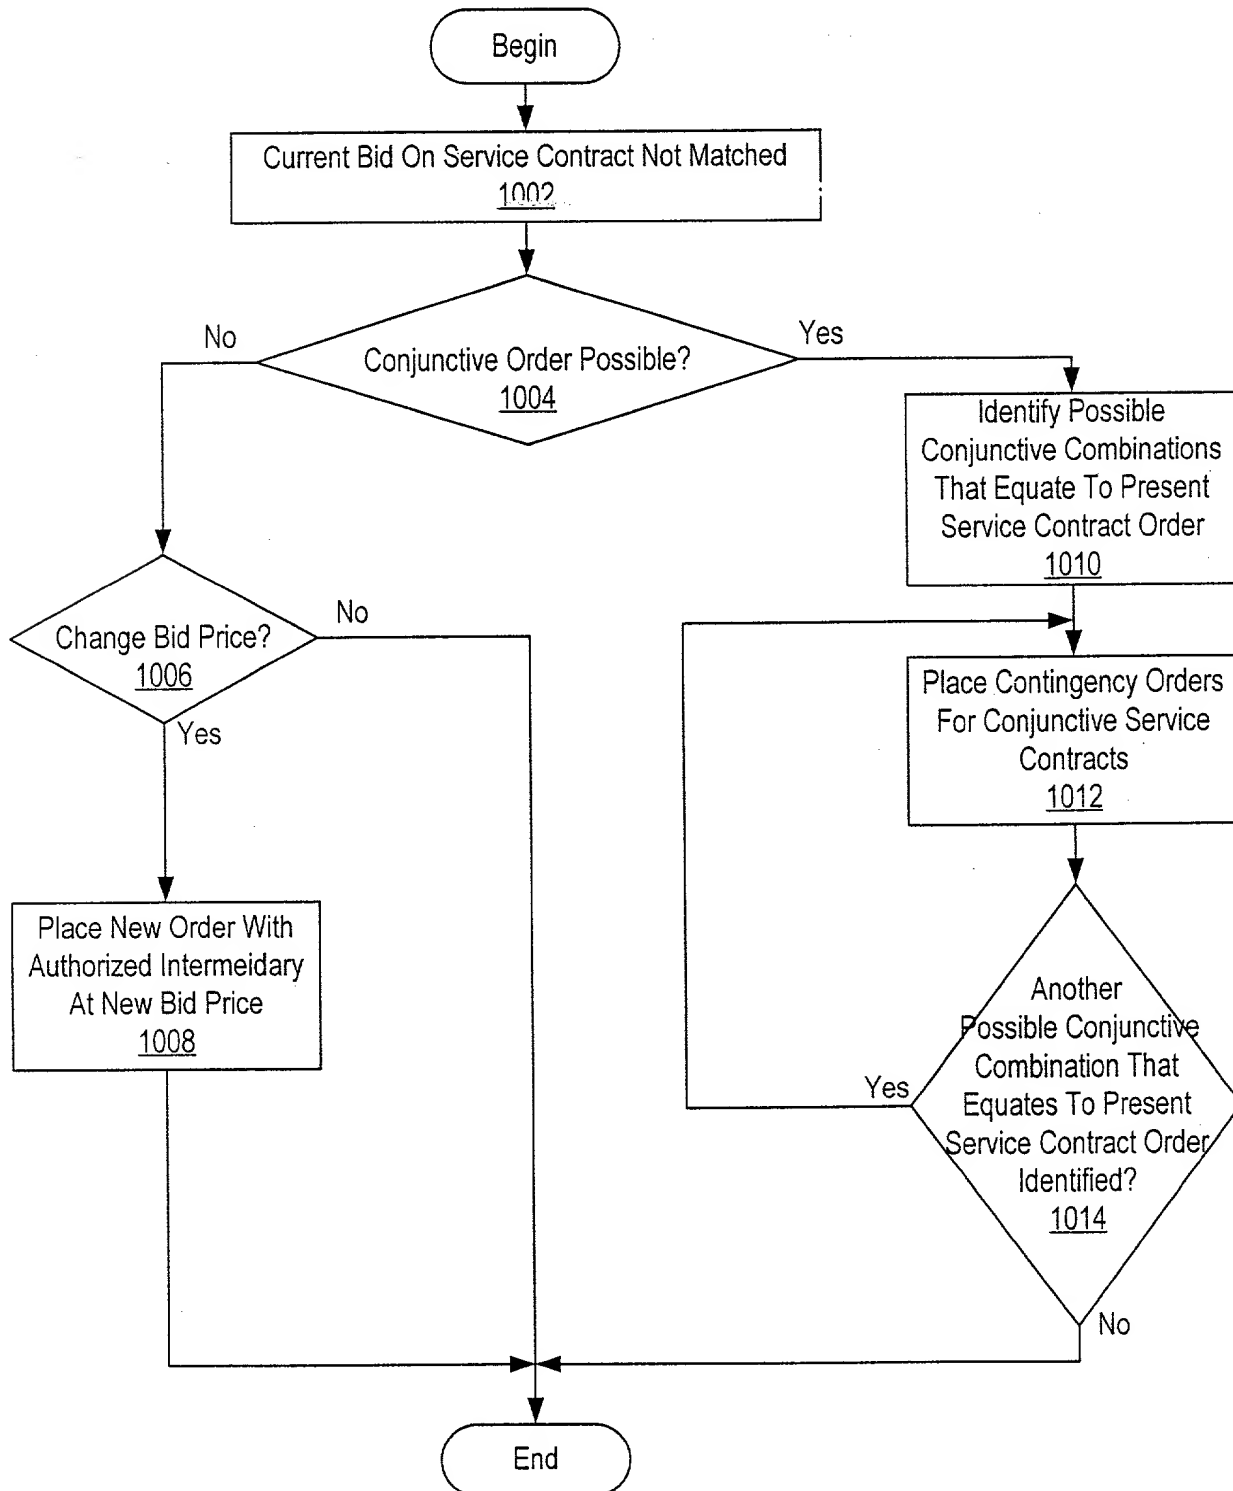 Begin
Current Bid On Service Contract Not Matched
1002
No
Yes
Conjunctive Order Possible?
1004
Identify Possible
Conjunctive Combinations
That Equate To Present
Service Contract Order
1010
No
Change Bid Price?
1006
Yes
Place Contingency Orders
For Conjunctive Service
Contracts
1012
Place New Order With
Authorized Intermeidary
At New Bid Price
1008
Another
Possible Conjunctive
Combination That
Equates To Present
Service Contract Order
Identified?
1014
Yes
No
End